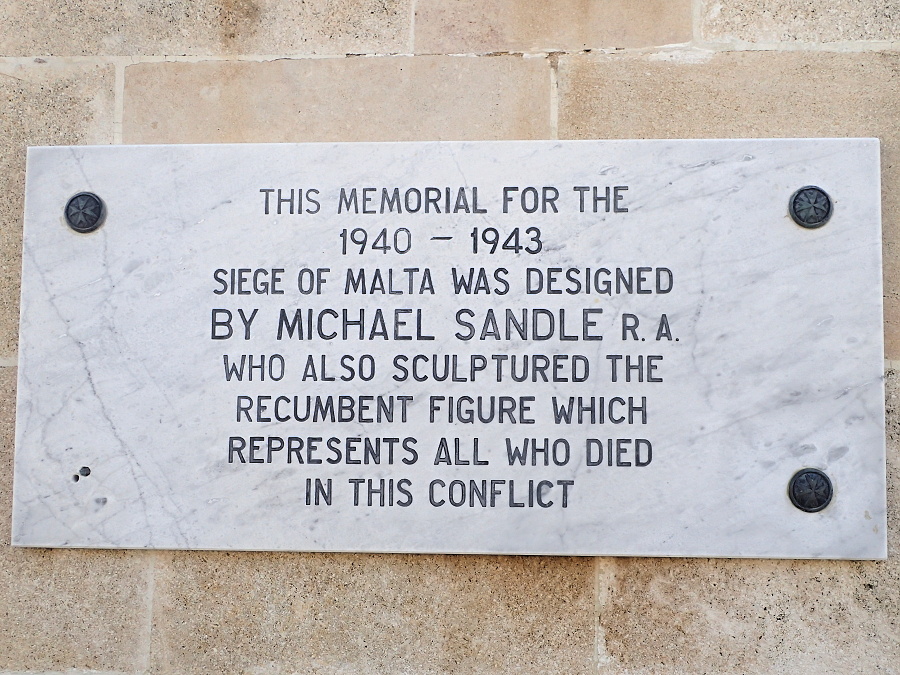 THIS MEMORIAL FOR THE
1940 – 1943
SIEGE OF MALTA WAS DESIGNED
BY MICHAEL SANDLE R. A.
WHO ALSO SCULPTURED THE
RECUMBENT FIGURE WHICH
REPRESENTS ALL WHO DIED
IN THIS CONFLICT